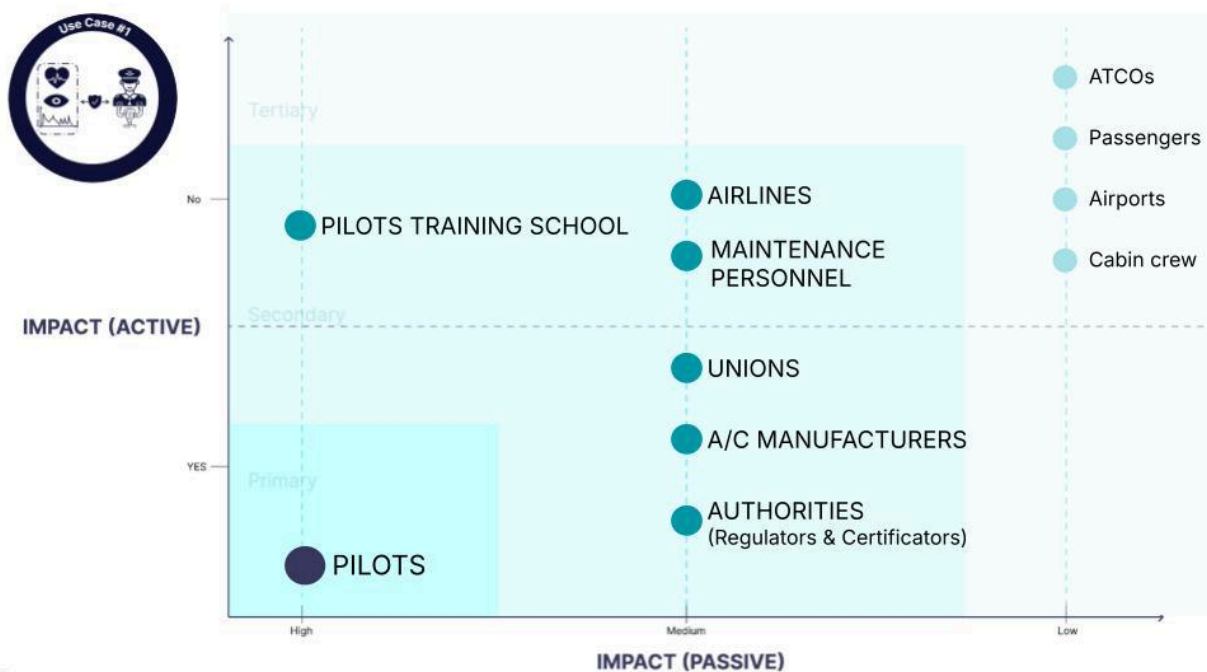 Use Case #1
Tertiary
ATCOs
Passengers
No
Airports
AIRLINES
PILOTS TRAINING SCHOOL
MAINTENANCE
PERSONNEL
Cabin crew
Secondary
IMPACT (ACTIVE)
UNIONS
A/C MANUFACTURERS
YES
Primary
AUTHORITIES
(Regulators & Certificators)
PILOTS
High
Medium
Low
IMPACT (PASSIVE)